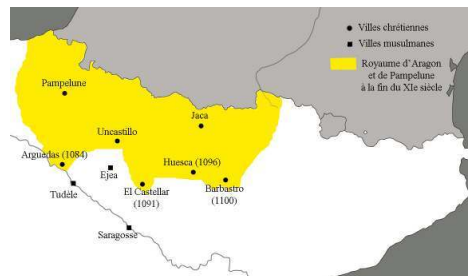 Villes chrétiennes
Villes musulmanes
Royaume d'Aragon
et de Pampelune
à la fin du XIe siècle
Pampelune
Jaca
Uncastillo
Arguedas (1084)
Huesca (1096)
Ejea
Tudèle
El Castellar
(1091)
Barbastro
(1100)
Saragosse